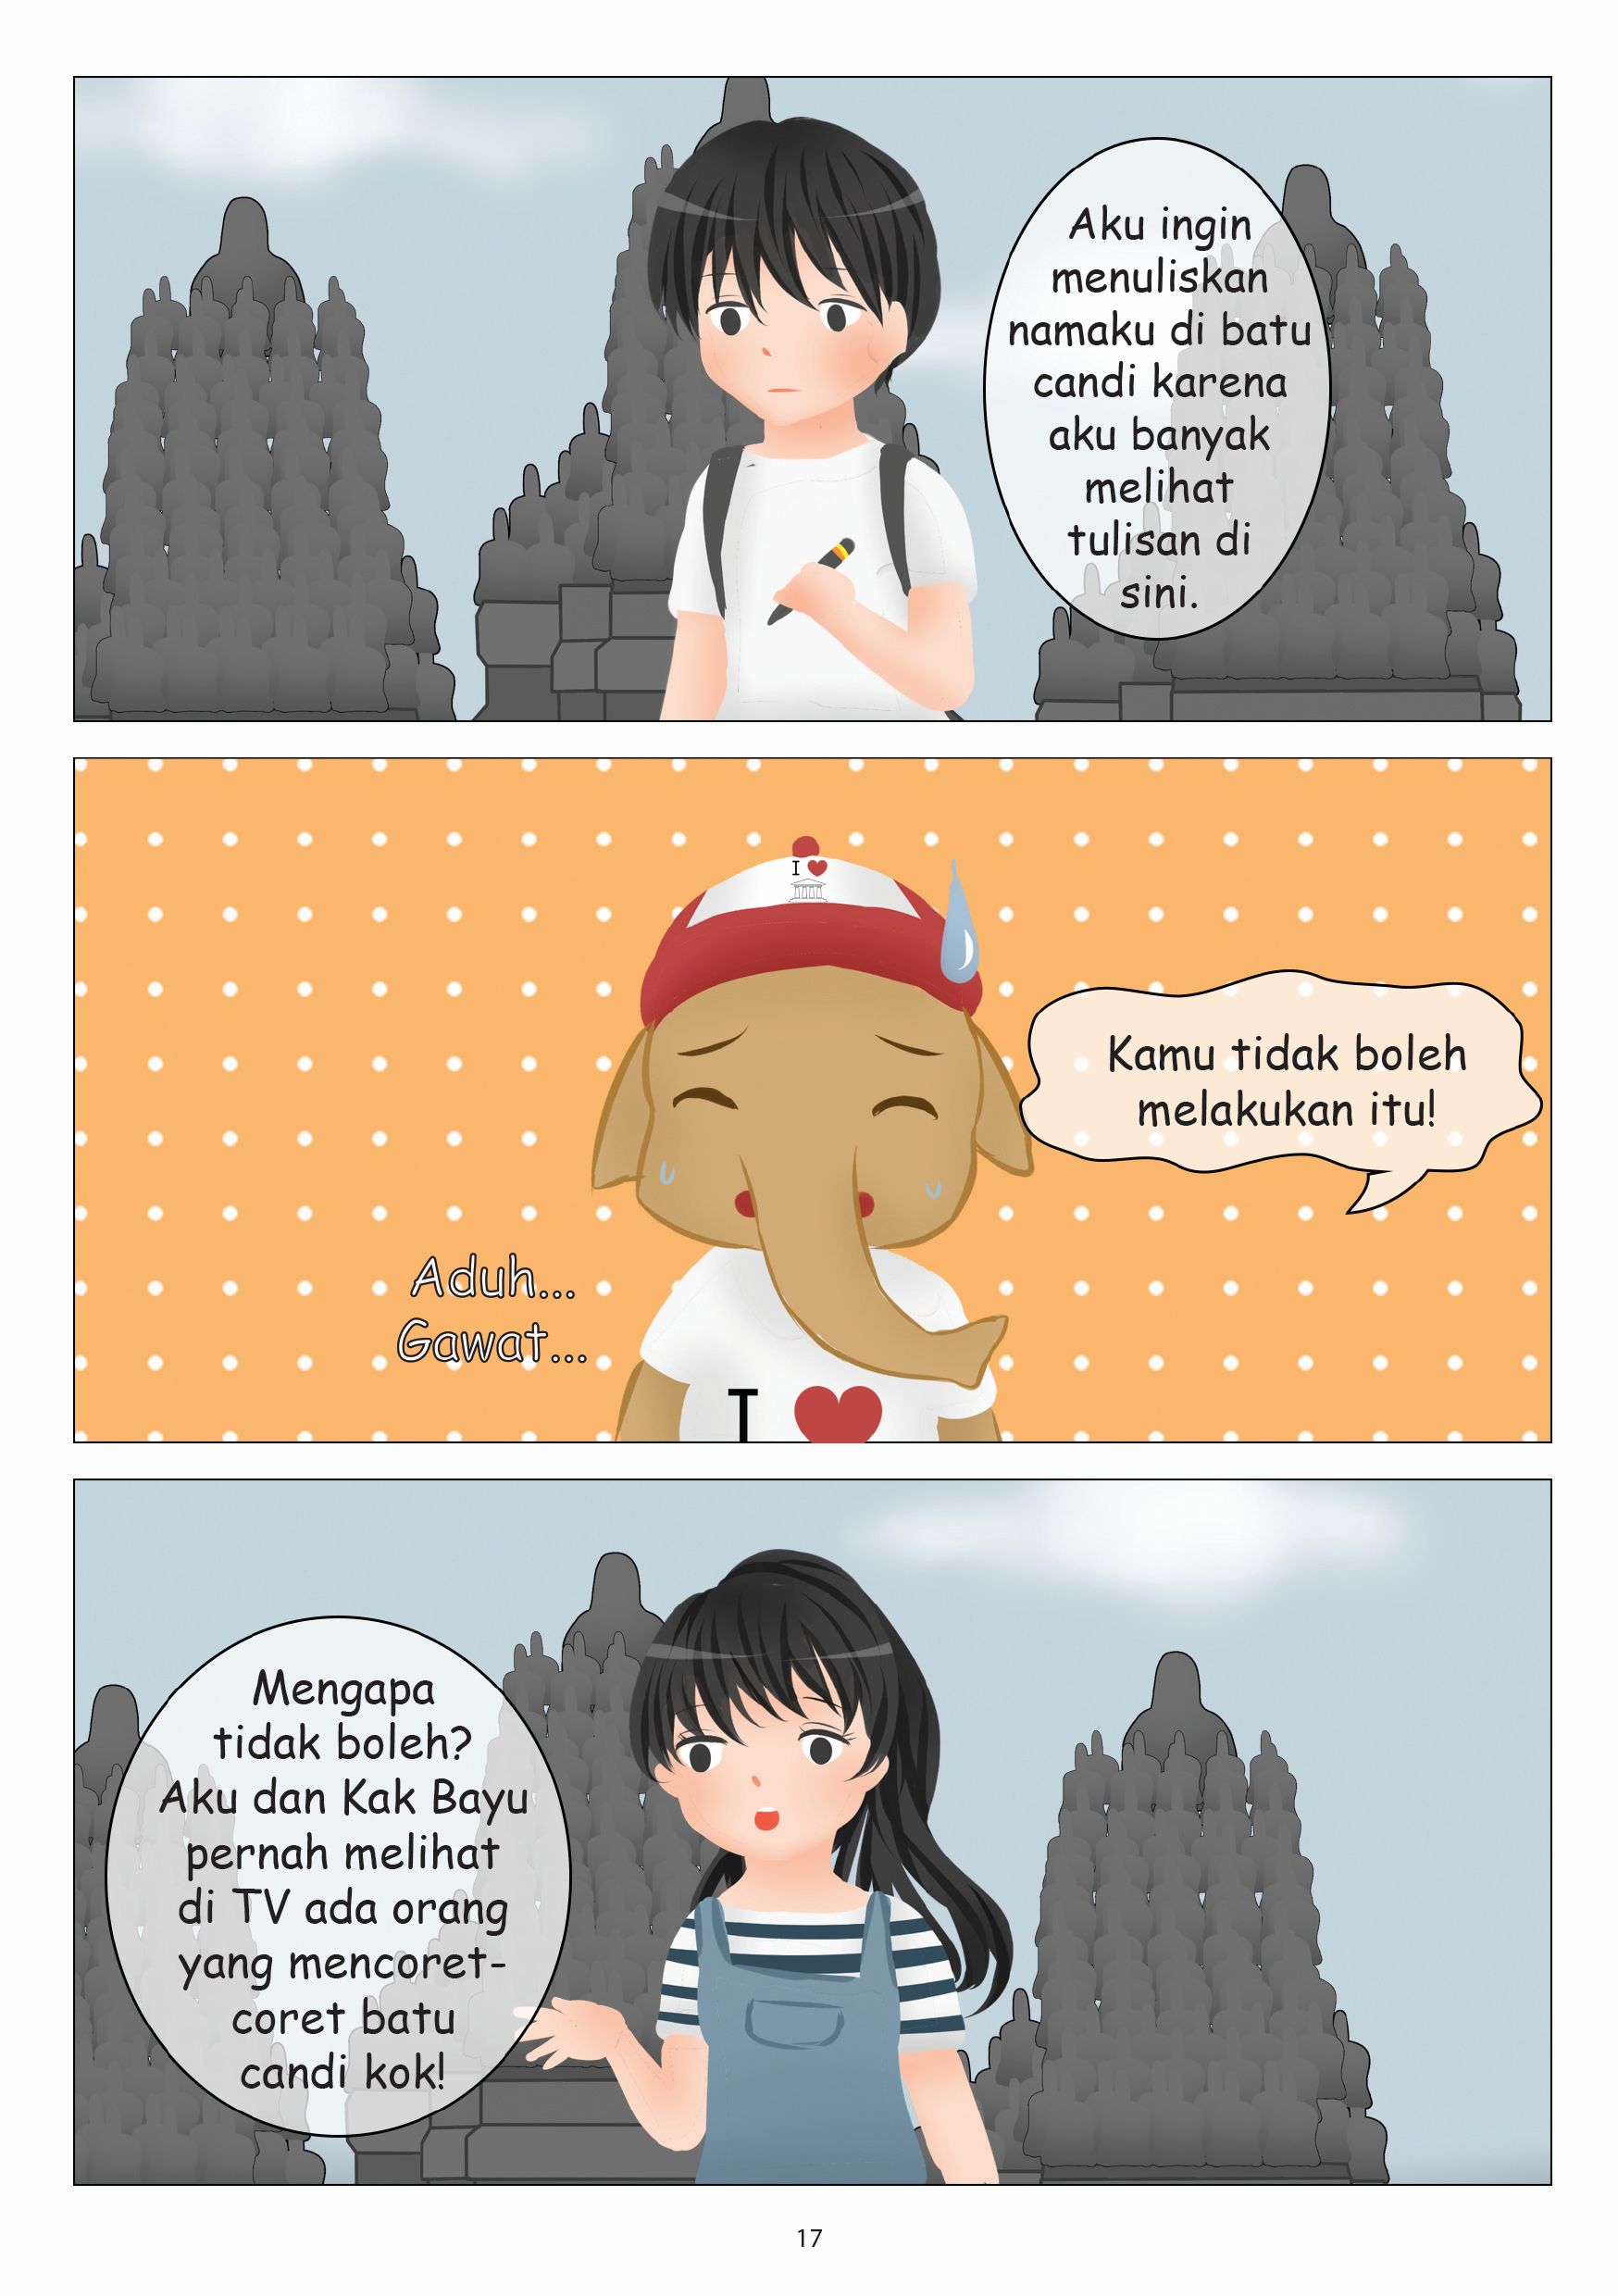 Aku ingin
menuliskan
namaku di batu
candi karena
aku banyak
melihat
tulisan di
sini.
I
Kamu tidak boleh
melakukan itu!
Aduh...
Gawat...
I
Mengapa
tidak boleh?
Aku dan Kak Bayu
pernah melihat
di TV ada orang
yang mencoret-
coret batu
candi kok!
17